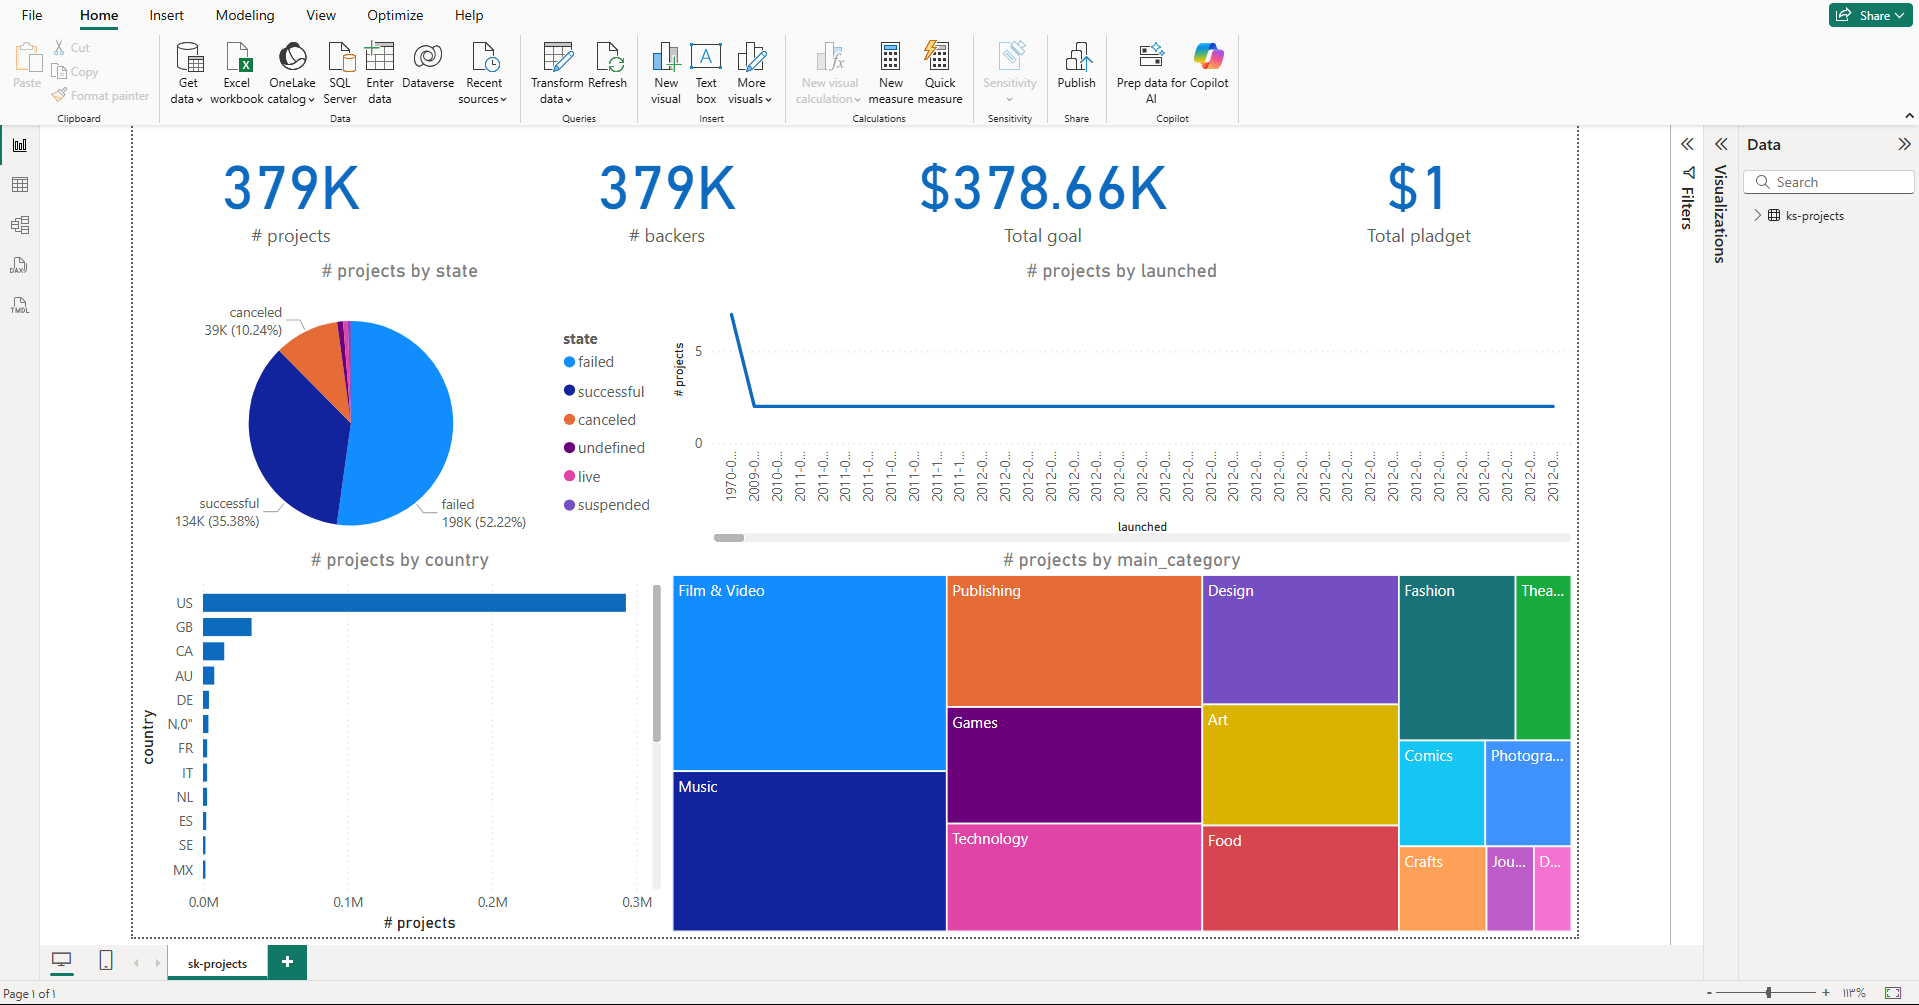 File Home Insert Modeling View Optimize Help
Share
Paste
Cut
Copy
Format painter
Clipboard
Get data
Excel workbook
OneLake catalog
SQL Server
Enter data
Dataverse
Recent sources
Data
Transform data
Refresh
Queries
New visual
Text box
More visuals
Insert
New visual calculation
New measure
Quick measure
Calculations
Sensitivity
Sensitivity
Publish
Share
Prep data for AI
Copilot
Copilot
DAX
TMDL
379K
# projects
379K
# backers
$378.66K
Total goal
$1
Total pladget
# projects by state
canceled
39K (10.24%)
successful
134K (35.38%)
failed
198K (52.22%)
state
failed
successful
canceled
undefined
live
suspended
# projects by launched
# projects
5
0
1970-0... 2009-0... 2010-0... 2011-0... 2011-0... 2011-0... 2011-0... 2011-0... 2011-0... 2011-1... 2011-1... 2012-0... 2012-0... 2012-0... 2012-0... 2012-0... 2012-0... 2012-0... 2012-0... 2012-0... 2012-0... 2012-0... 2012-0... 2012-0... 2012-0... 2012-0... 2012-0... 2012-0... 2012-0... 2012-0... 2012-0... 2012-0... 2012-0... 2012-0... 2012-0... 2012-0... 2012-0...
launched
# projects by country
country
US
GB
CA
AU
DE
N,0"
FR
IT
NL
ES
SE
MX
0.0M 0.1M 0.2M 0.3M
# projects
# projects by main_category
Film & Video
Music
Publishing
Games
Technology
Design
Art
Food
Fashion
Thea...
Comics
Photogra...
Crafts
Jou...
D...
Filters
Visualizations
Data
Search
ks-projects
sk-projects
+
Page ١ of ١
- + ١١٣%